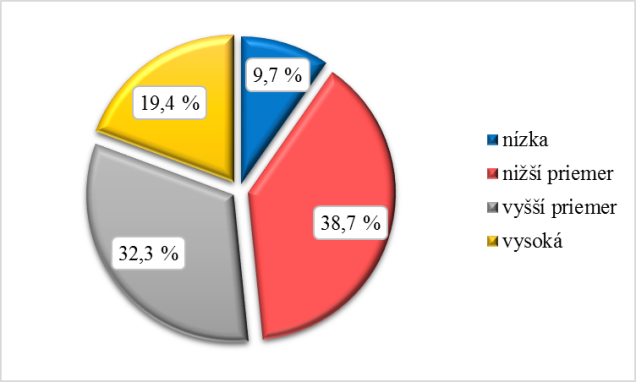 9,7 %
19,4 %
38,7 %
32,3 %
nízka
nižší priemer
vyšší priemer
vysoká